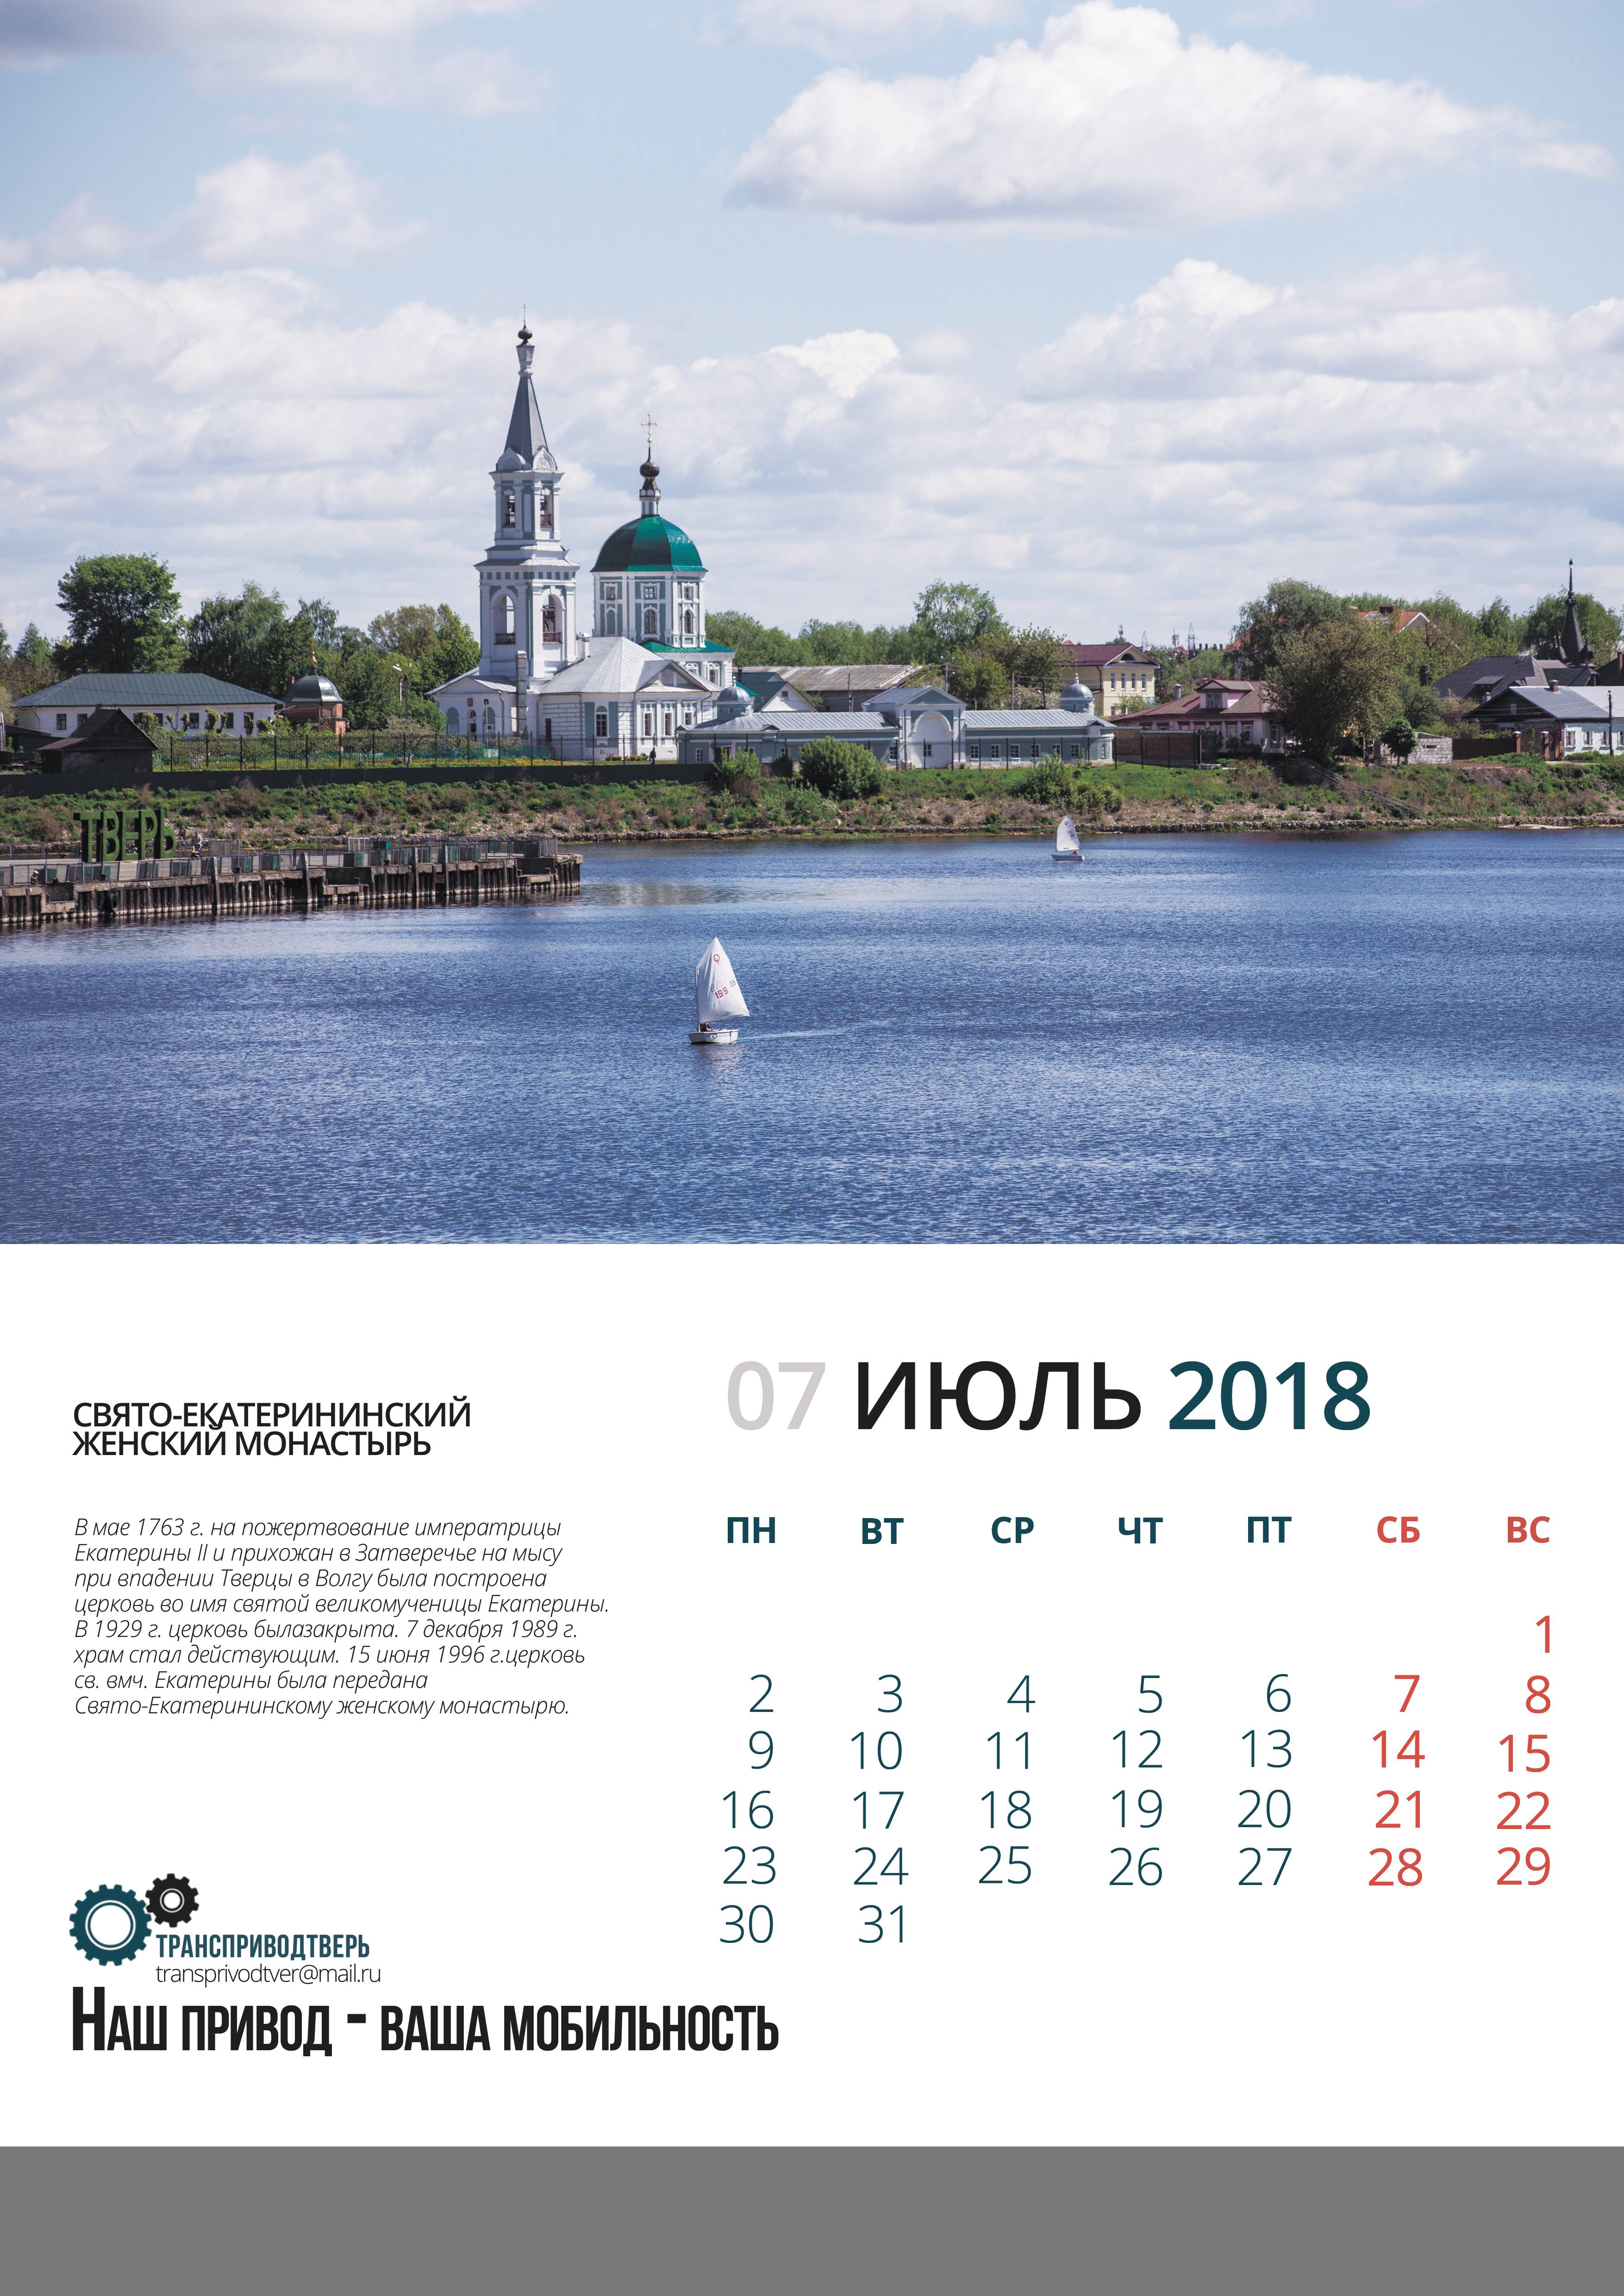 ТВЕРЬ
199
07 ИЮЛЬ 2018
СВЯТО-ЕКАТЕРИНИНСКИЙ
ЖЕНСКИЙ МОНАСТЫРЬ
В мае 1763 г. на пожертвование императрицы
Екатерины II и прихожан в Затверечье на мысу
при впадении Тверцы в Волгу была построена
церковь во имя святой великомученицы Екатерины.
В 1929 г. церковь былазакрыта. 7 декабря 1989 г.
храм стал действующим. 15 июня 1996 г.церковь
св. вмч. Екатерины была передана
Свято-Екатерининскому женскому монастырю.
ПН ВТ СР ЧТ ПТ СБ ВС
1
2 3 4 5 6 7 8
9 10 11 12 13 14 15
16 17 18 19 20 21 22
23 24 25 26 27 28 29
30 31
ТРАНСПРИВОДТВЕРЬ
transprivodtver@mail.ru
НАШ ПРИВОД - ВАША МОБИЛЬНОСТЬ